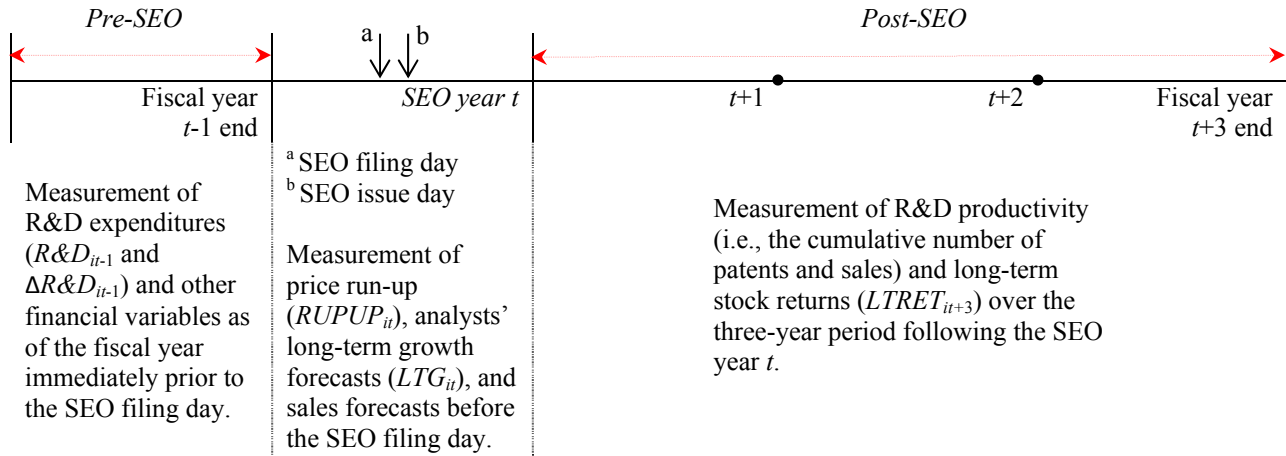 Pre-SEO
Post-SEO
a
b
Fiscal year
t-1 end
SEO year t
t+1
t+2
Fiscal year
t+3 end
a SEO filing day
b SEO issue day
Measurement of
R&D expenditures
(R&Dit-1 and
ΔR&Dit-1) and other
financial variables as
of the fiscal year
immediately prior to
the SEO filing day.
Measurement of
price run-up
(RUPUPit), analysts’
long-term growth
forecasts (LTGit), and
sales forecasts before
the SEO filing day.
Measurement of R&D productivity
(i.e., the cumulative number of
patents and sales) and long-term
stock returns (LTRETit+3) over the
three-year period following the SEO
year t.